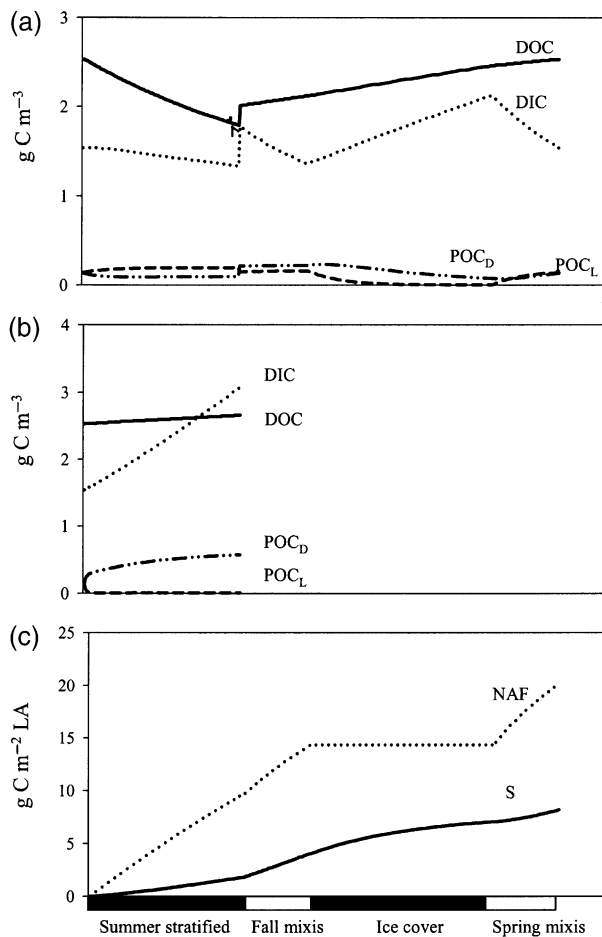 (a)
3
2
1
0
g C m⁻³
DOC
DIC
POC_D
POC_L
(b)
4
3
2
1
0
g C m⁻³
DIC
DOC
POC_D
POC_L
(c)
25
20
15
10
5
0
g C m⁻² LA
NAF
S
Summer stratified Fall mixis Ice cover Spring mixis